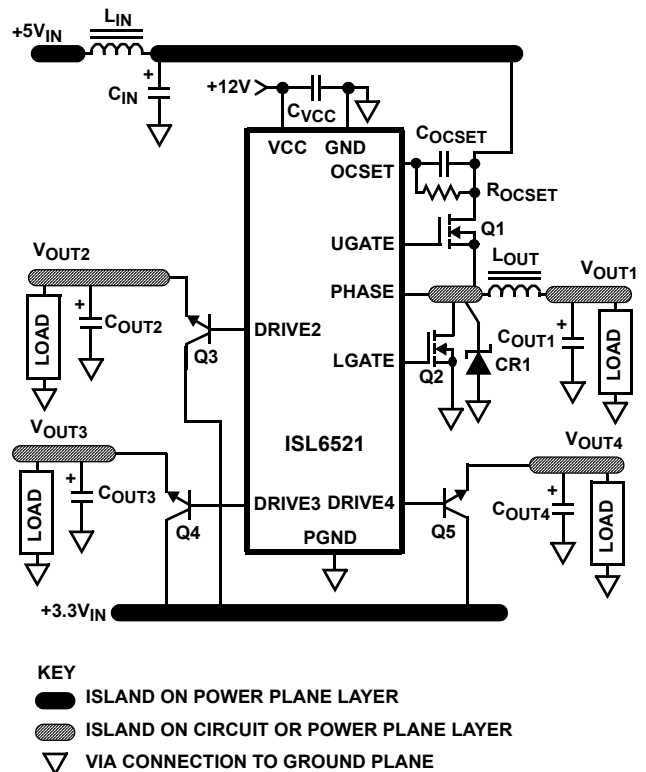 +5VIN
LIN
+
CIN
+12V
CVCC
VCC GND
OCSET
COCSET
ROCSET
UGATE
Q1
LOUT
PHASE
VOUT1
LGATE
Q2
CR1
COUT1
+
LOAD
VOUT2
LOAD
+
COUT2
Q3
DRIVE2
ISL6521
VOUT3
LOAD
+
COUT3
Q4
DRIVE3 DRIVE4
Q5
VOUT4
+
COUT4
LOAD
PGND
+3.3VIN
KEY
ISLAND ON POWER PLANE LAYER
ISLAND ON CIRCUIT OR POWER PLANE LAYER
VIA CONNECTION TO GROUND PLANE